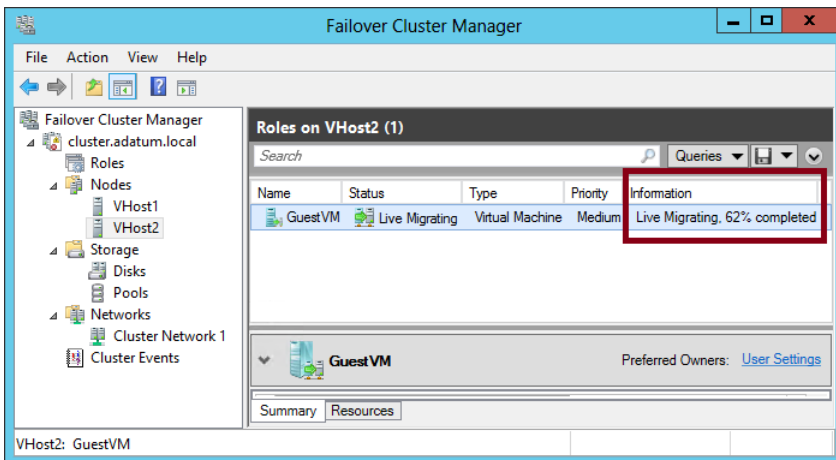 Failover Cluster Manager
File Action View Help
Failover Cluster Manager
cluster.adatum.local
Roles
Nodes
VHost1
VHost2
Storage
Disks
Pools
Networks
Cluster Network 1
Cluster Events
Roles on VHost2 (1)
Search Queries
Name Status Type Priority Information
GuestVM Live Migrating Virtual Machine Medium Live Migrating, 62% completed
GuestVM Preferred Owners: User Settings
Summary Resources
VHost2: GuestVM